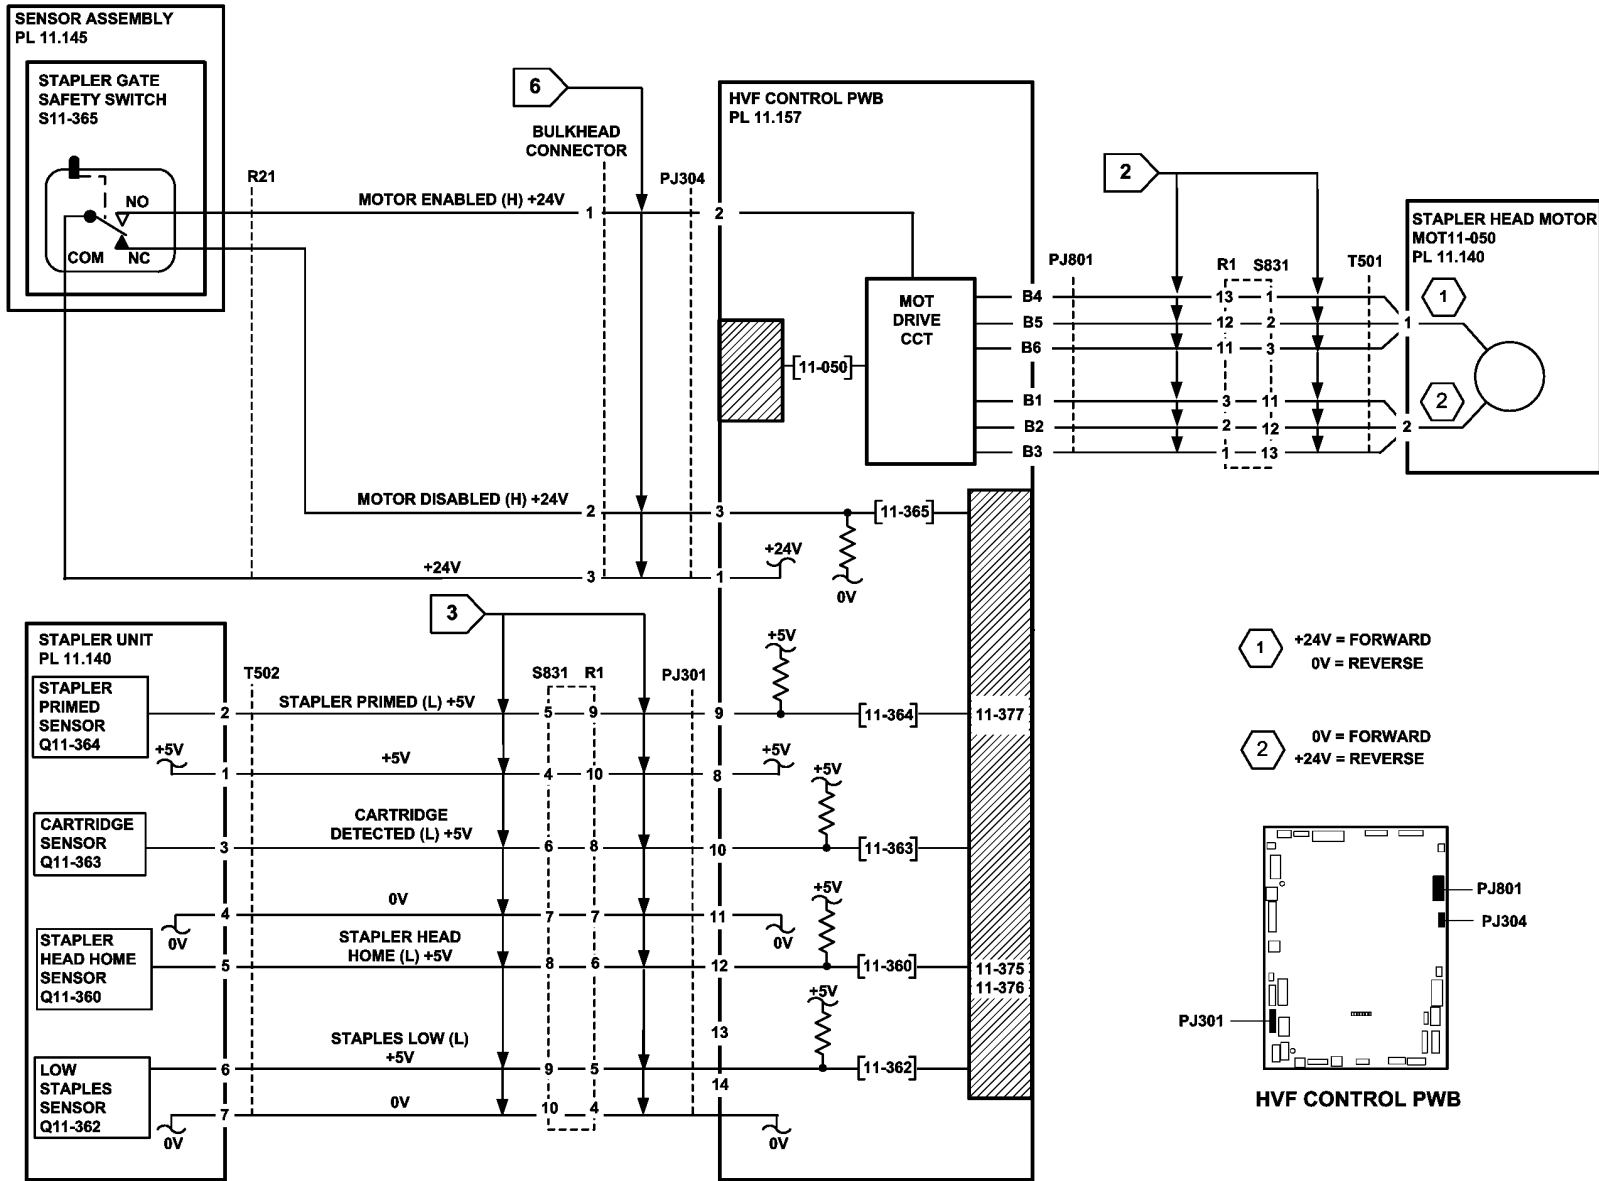 SENSOR ASSEMBLY
PL 11.145
STAPLER GATE
SAFETY SWITCH
S11-365
NO
COM
NC
R21
6
BULKHEAD
CONNECTOR
PJ304
MOTOR ENABLED (H) +24V
1
2
MOTOR DISABLED (H) +24V
2
3
+24V
3
1
HVF CONTROL PWB
PL 11.157
MOT
DRIVE
CCT
[11-050]
[11-365]
+24V
0V
2
PJ801
R1
S831
T501
B4
13
1
B5
12
2
B6
11
3
B1
3
11
B2
2
12
B3
1
13
1
2
STAPLER HEAD MOTOR
MOT11-050
PL 11.140
1
2
3
STAPLER UNIT
PL 11.140
T502
S831
R1
PJ301
STAPLER
PRIMED
SENSOR
Q11-364
2
STAPLER PRIMED (L) +5V
5
9
9
+5V
[11-364]
11-377
+5V
1
+5V
4
10
8
+5V
CARTRIDGE
SENSOR
Q11-363
3
CARTRIDGE
DETECTED (L) +5V
6
8
10
+5V
[11-363]
0V
4
0V
7
7
11
0V
STAPLER
HEAD HOME
SENSOR
Q11-360
5
STAPLER HEAD
HOME (L) +5V
8
6
12
+5V
[11-360]
11-375
11-376
13
LOW
STAPLES
SENSOR
Q11-362
6
STAPLES LOW (L)
+5V
9
5
14
+5V
[11-362]
0V
7
0V
10
4
0V
1
+24V = FORWARD
0V = REVERSE
2
0V = FORWARD
+24V = REVERSE
PJ801
PJ304
PJ301
HVF CONTROL PWB